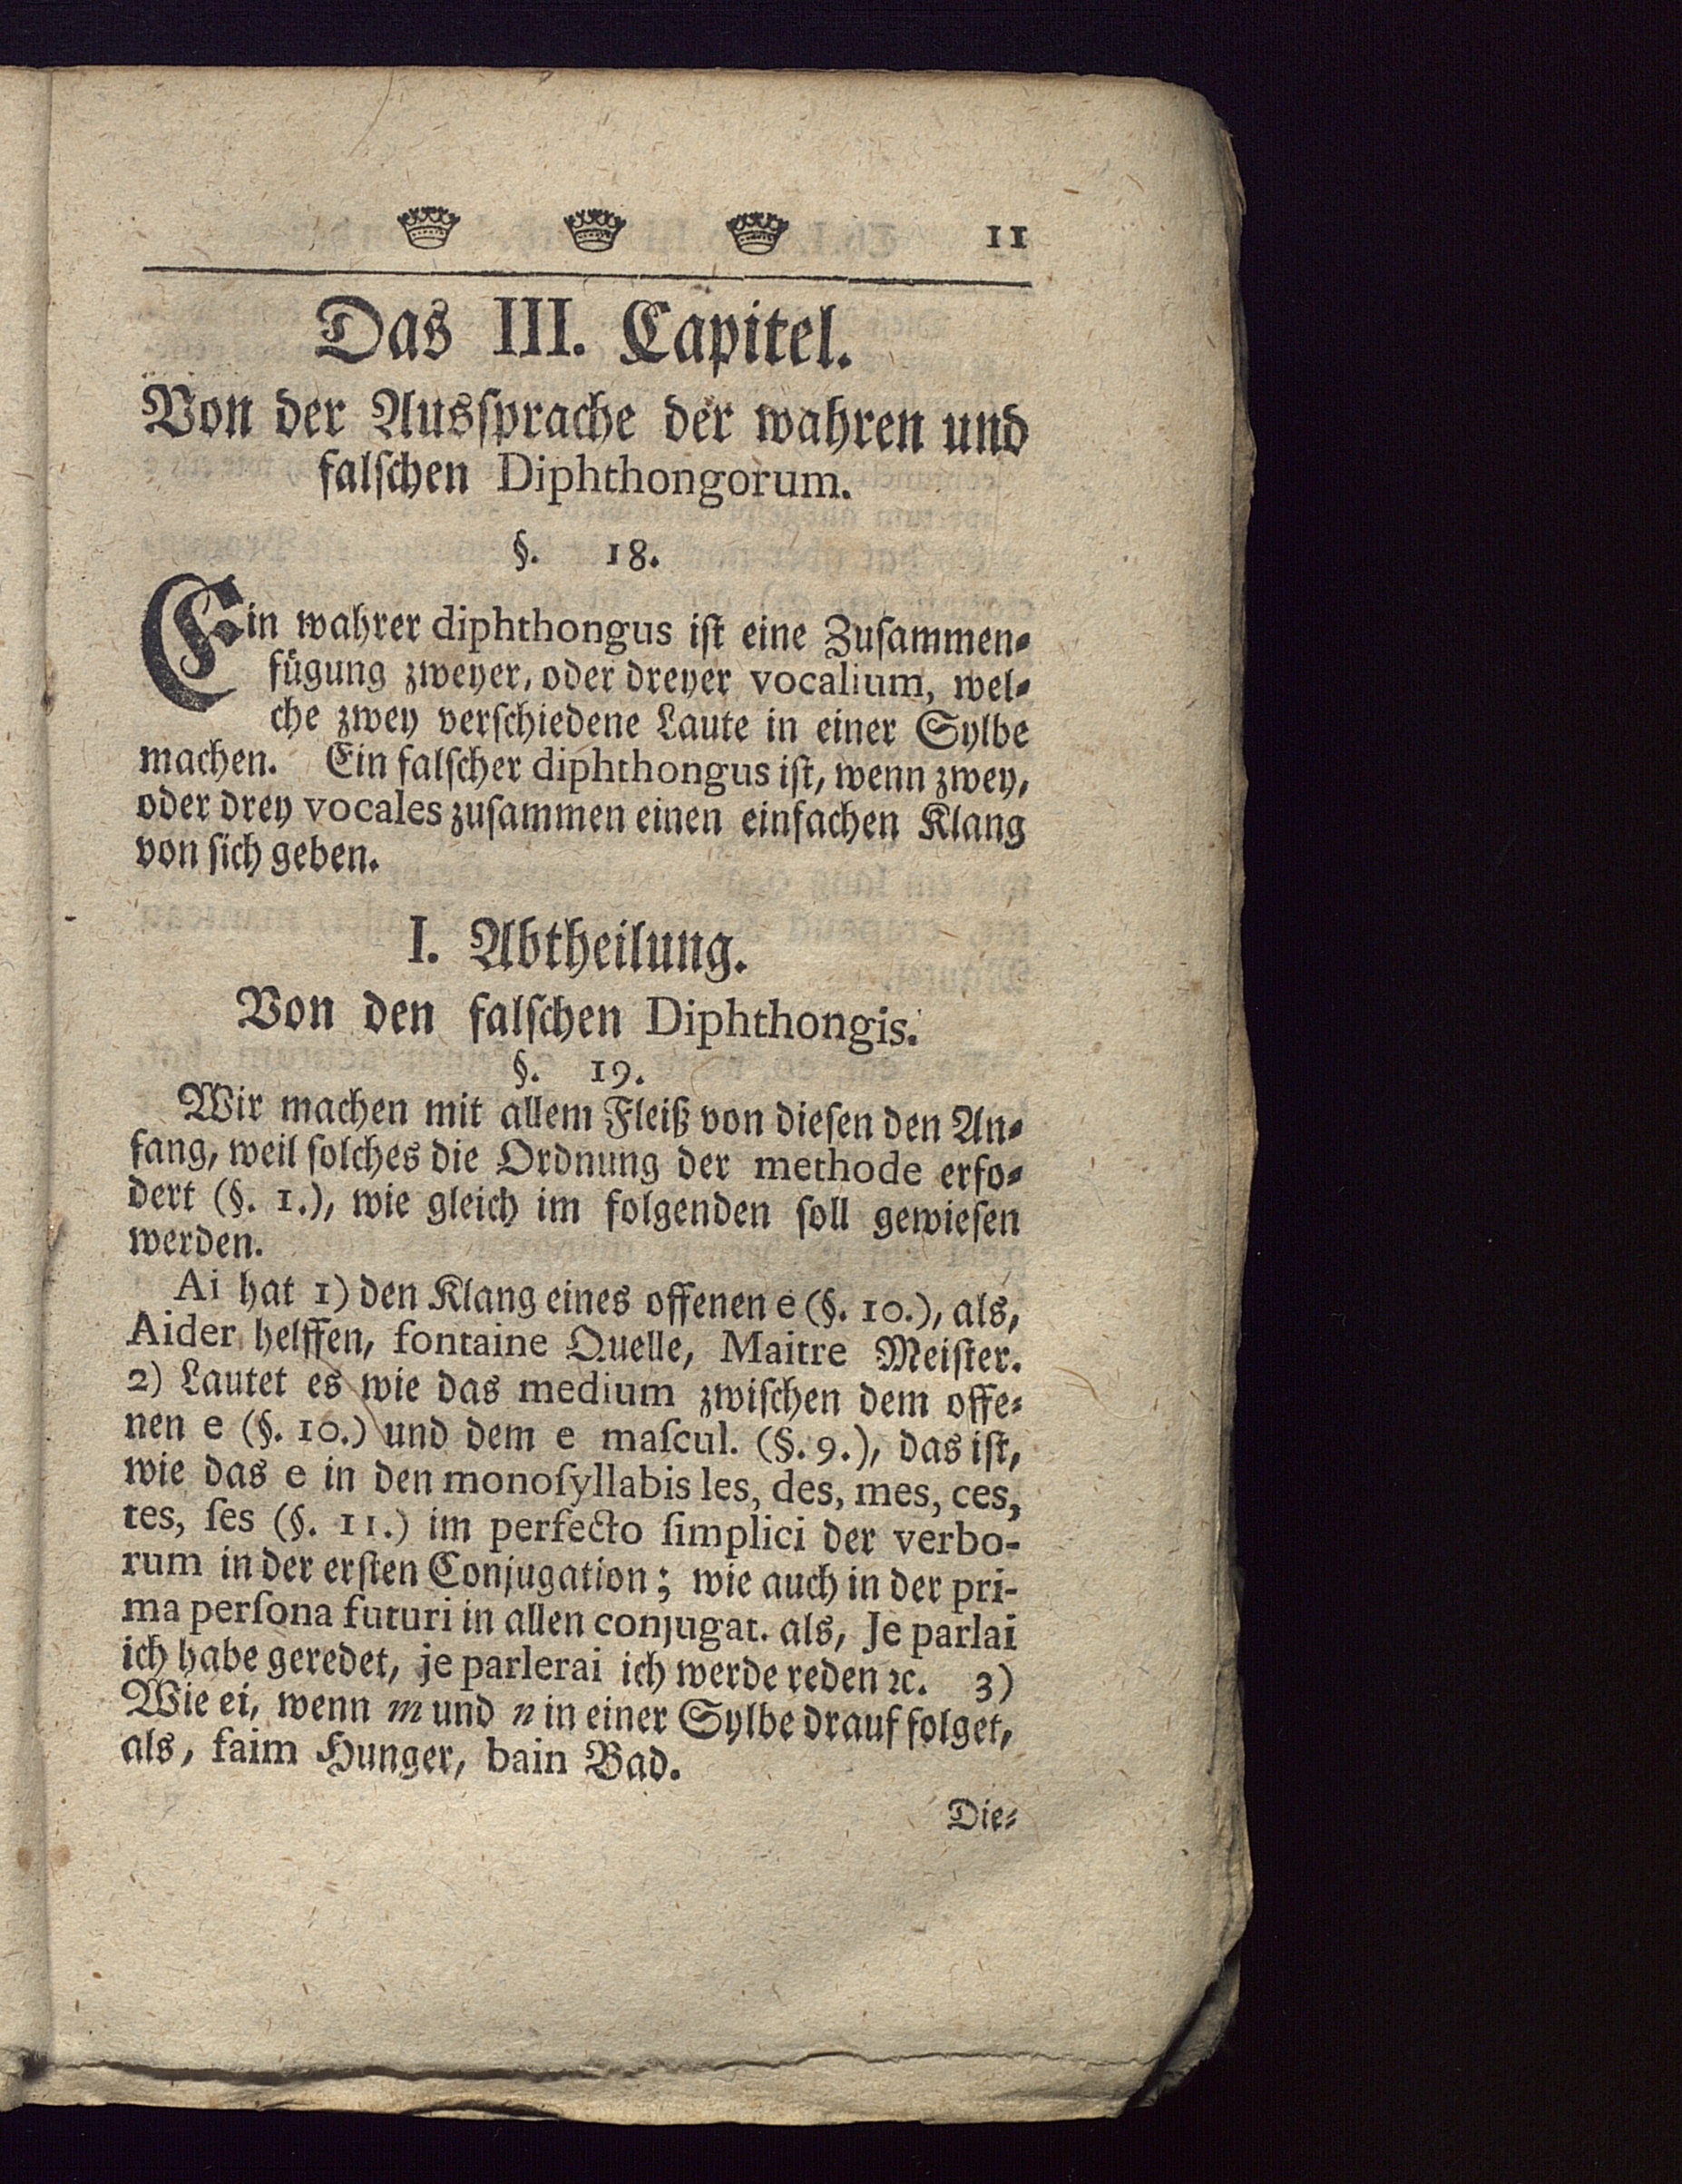 11
Das III. Capitel.
Von der Ausſprache der wahren und
falſchen Diphthongorum.
§. 18.
Ein wahrer diphthongus iſt eine Zuſammen⸗
fügung zweyer, oder dreyer vocalium, wel⸗
che zwey verſchiedene Laute in einer Sylbe
machen. Ein falſcher diphthongus iſt, wenn zwey,
oder drey vocales zuſammen einen einfachen Klang
von ſich geben.
I. Abtheilung.
Von den falſchen Diphthongis.
§. 19.
Wir machen mit allem Fleiß von dieſen den An⸗
fang, weil ſolches die Ordnung der methode erfo⸗
dert (§. 1.), wie gleich im folgenden ſoll gewieſen
werden.
Ai hat 1) den Klang eines offenen e (§. 10.), als,
Aider helffen, fontaine Quelle, Maitre Meiſter.
2) Lautet es wie das medium zwiſchen dem offe⸗
nen e (§. 10.) und dem e maſcul. (§. 9.), das iſt,
wie das e in den monoſyllabis les, des, mes, ces,
tes, ſes (§. 11.) im perfecto ſimplici der verbo-
rum in der erſten Conjugation; wie auch in der pri-
ma perſona futuri in allen conjugat. als, Je parlai
ich habe geredet, je parlerai ich werde reden ꝛc. 3)
Wie ei, wenn m und n in einer Sylbe drauf folget,
als, faim Hunger, bain Bad.
Die⸗